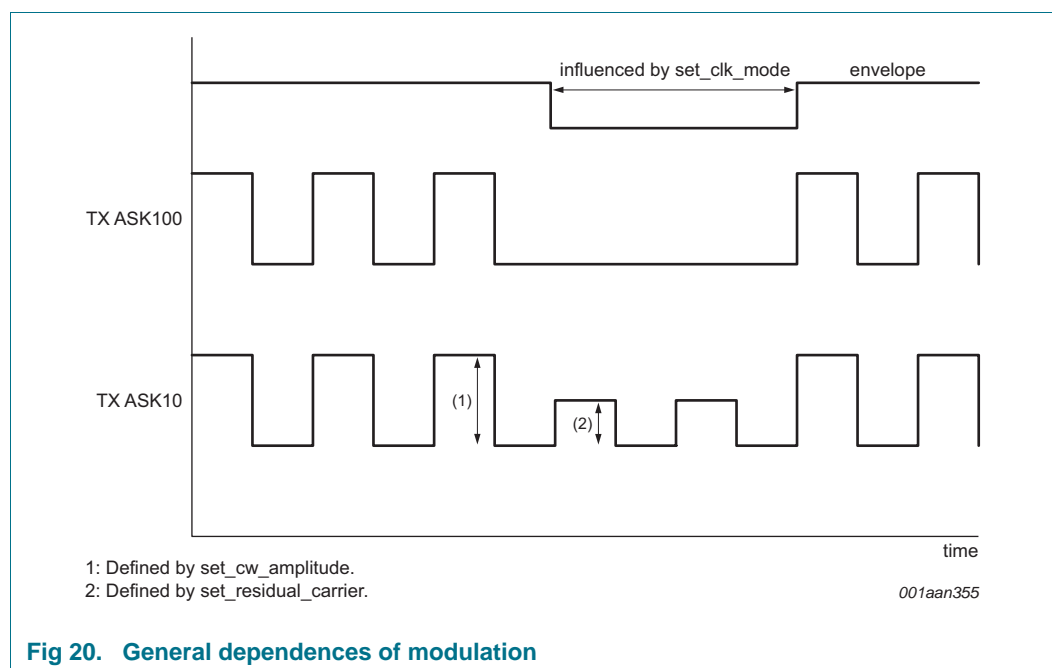 influenced by set_clk_mode
envelope
TX ASK100
TX ASK10
(1)
(2)
time
1: Defined by set_cw_amplitude.
2: Defined by set_residual_carrier.
001aan355
Fig 20. General dependences of modulation